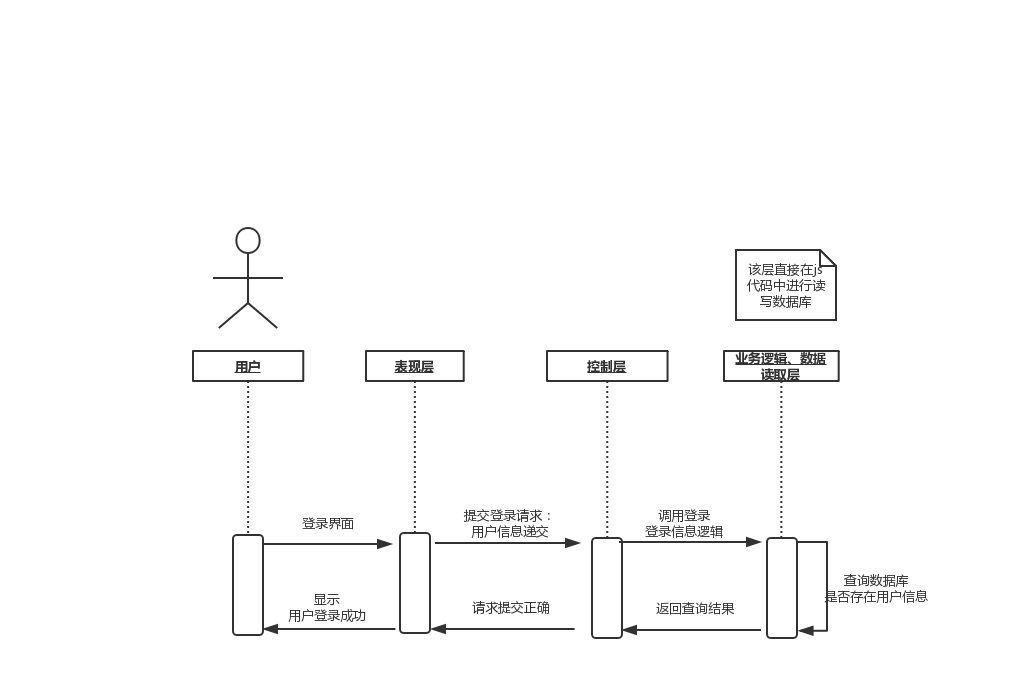 该层直接在js
代码中进行读
写数据库
用户
表现层
控制层
业务逻辑、数据
读取层
登录界面
提交登录请求：
用户信息递交
调用登录
登录信息逻辑
查询数据库
是否存在用户信息
显示
用户登录成功
请求提交正确
返回查询结果